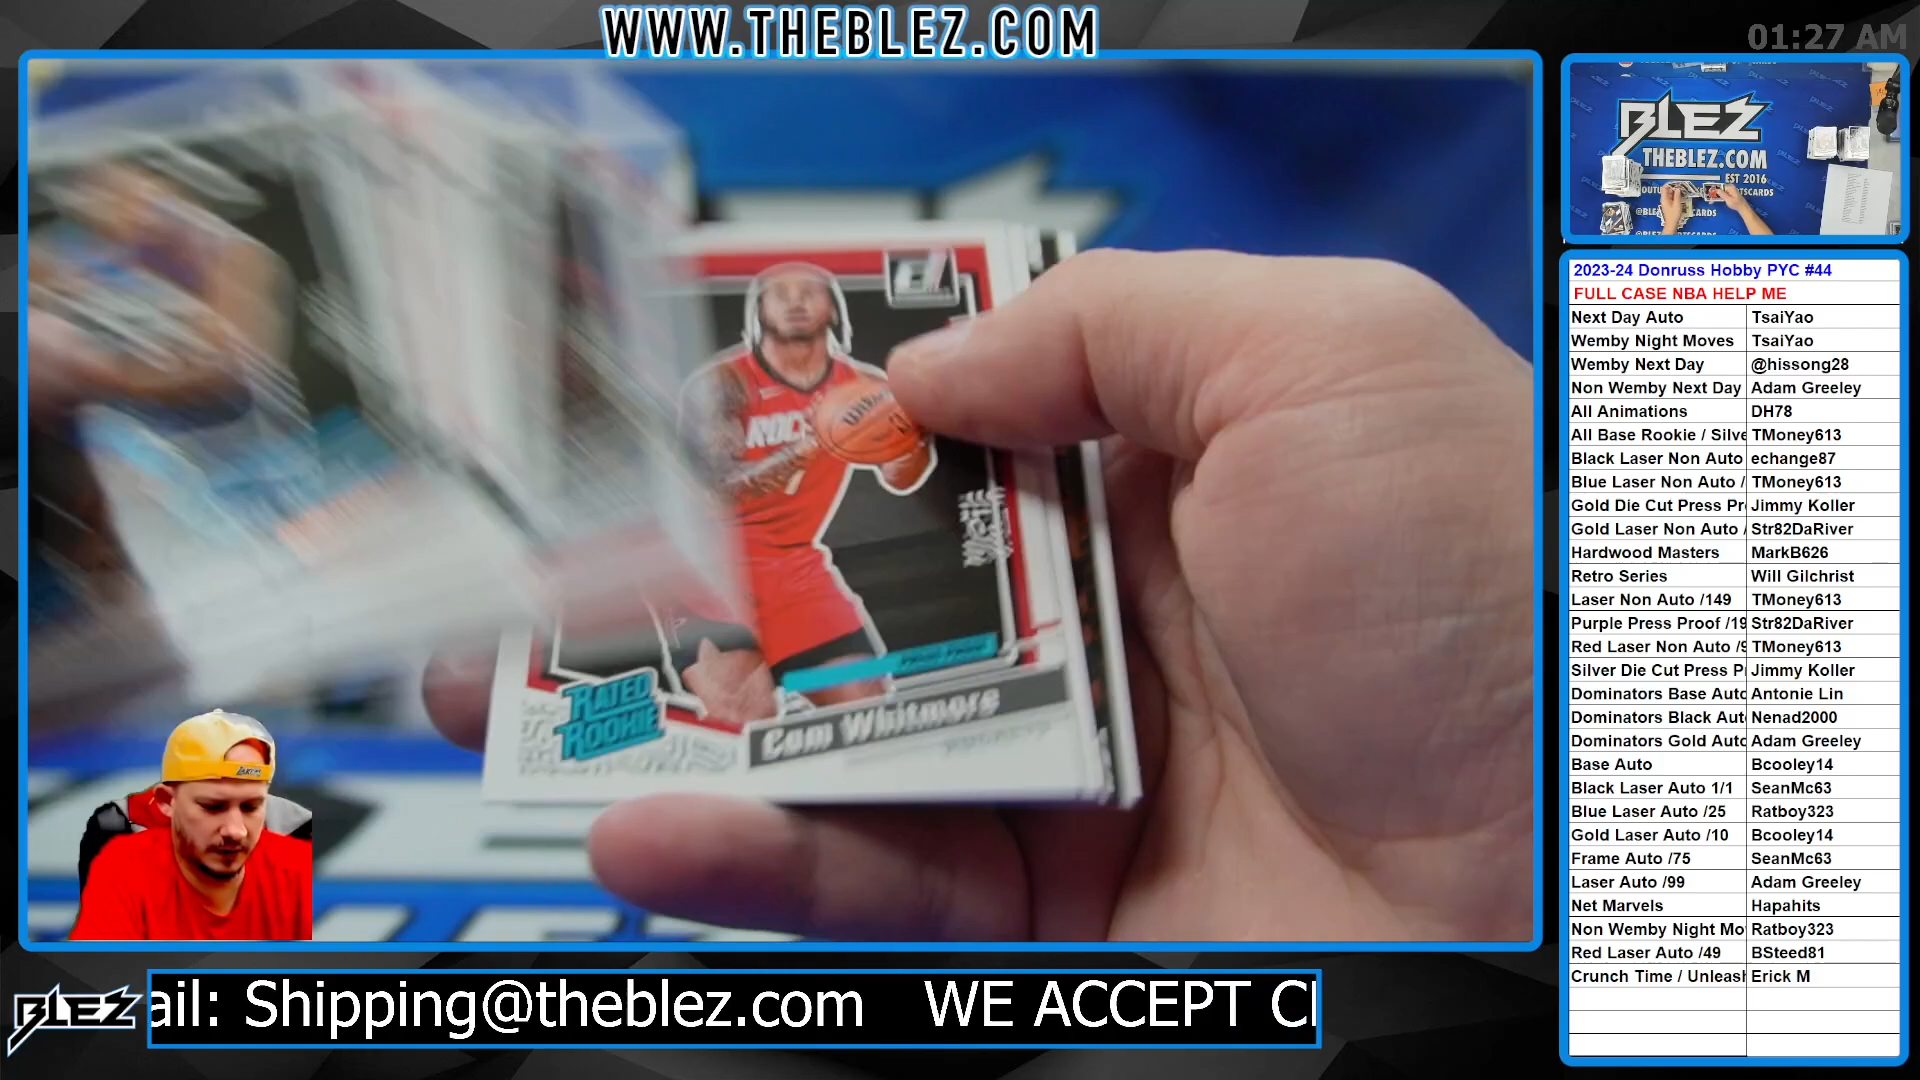 WWW.THEBLEZ.COM
01:27 AM
BLEZ
THEBLEZ.COM
EST 2016
RATED
ROOKIE
Cam Whitmore
ROCKETS
2023-24 Donruss Hobby PYC #44
FULL CASE NBA HELP ME
Next Day Auto TsaiYao
Wemby Night Moves TsaiYao
Wemby Next Day @hissong28
Non Wemby Next Day Adam Greeley
All Animations DH78
All Base Rookie / Silve TMoney613
Black Laser Non Auto echange87
Blue Laser Non Auto / TMoney613
Gold Die Cut Press Pr Jimmy Koller
Gold Laser Non Auto / Str82DaRiver
Hardwood Masters MarkB626
Retro Series Will Gilchrist
Laser Non Auto /149 TMoney613
Purple Press Proof /19 Str82DaRiver
Red Laser Non Auto /9 TMoney613
Silver Die Cut Press P Jimmy Koller
Dominators Base Auto Antonie Lin
Dominators Black Aut Nenad2000
Dominators Gold Auto Adam Greeley
Base Auto Bcooley14
Black Laser Auto 1/1 SeanMc63
Blue Laser Auto /25 Ratboy323
Gold Laser Auto /10 Bcooley14
Frame Auto /75 SeanMc63
Laser Auto /99 Adam Greeley
Net Marvels Hapahits
Non Wemby Night Mo Ratboy323
Red Laser Auto /49 BSteed81
Crunch Time / Unleash Erick M
BLEZ
ail: Shipping@theblez.com WE ACCEPT